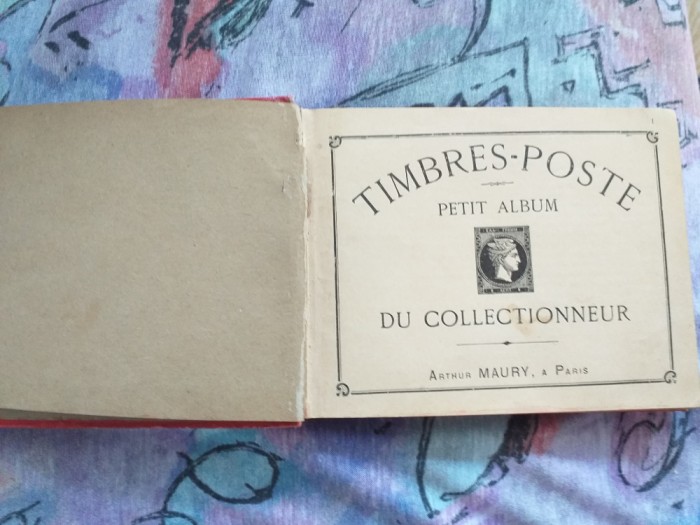 TIMBRES-POSTE
PETIT ALBUM
DU COLLECTIONNEUR
ARTHUR MAURY, A PARIS